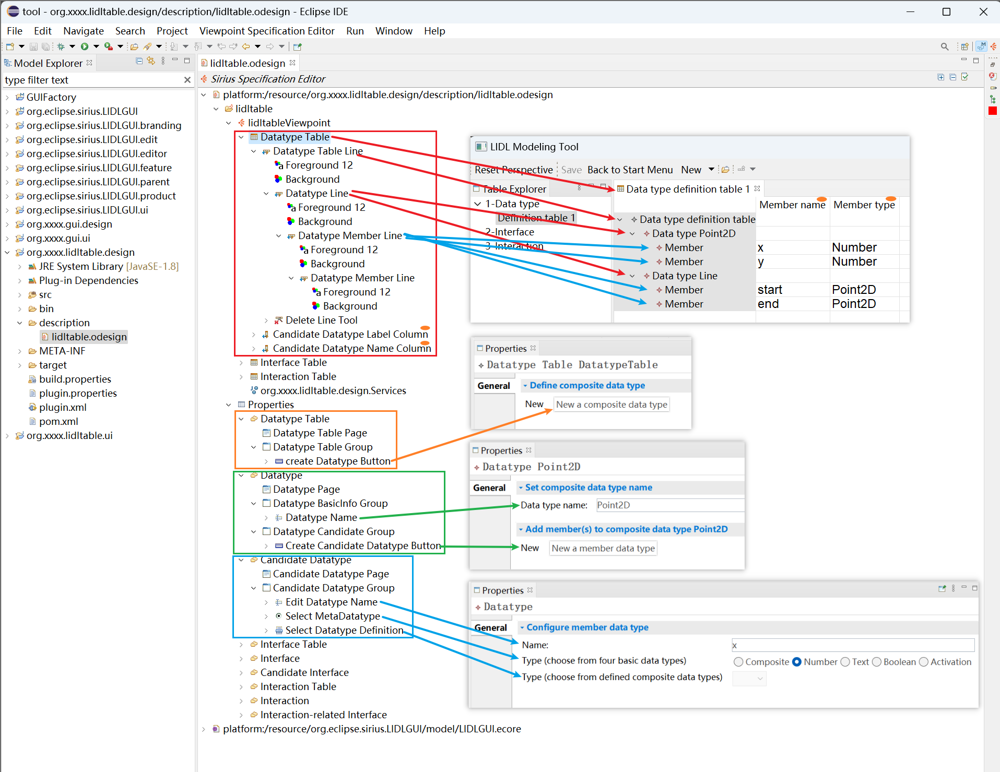 tool - org.xxxx.lidltable.design/description/lidltable.odesign - Eclipse IDE
File Edit Navigate Search Project Viewpoint Specification Editor Run Window Help
Model Explorer
type filter text
GUIFactory
org.eclipse.sirius.LIDLGUI
org.eclipse.sirius.LIDLGUI.branding
org.eclipse.sirius.LIDLGUI.edit
org.eclipse.sirius.LIDLGUI.editor
org.eclipse.sirius.LIDLGUI.feature
org.eclipse.sirius.LIDLGUI.parent
org.eclipse.sirius.LIDLGUI.product
org.eclipse.sirius.LIDLGUI.ui
org.xxxx.gui.design
org.xxxx.gui.ui
org.xxxx.lidltable.design
JRE System Library [JavaSE-1.8]
Plug-in Dependencies
src
bin
description
lidltable.odesign
META-INF
target
build.properties
plugin.properties
plugin.xml
pom.xml
org.xxxx.lidltable.ui
lidltable.odesign
Sirius Specification Editor
platform:/resource/org.xxxx.lidltable.design/description/lidltable.odesign
lidltable
lidltableViewpoint
Datatype Table
Datatype Table Line
Foreground 12
Background
Datatype Line
Foreground 12
Background
Datatype Member Line
Foreground 12
Background
Datatype Member Line
Foreground 12
Background
Delete Line Tool
Candidate Datatype Label Column
Candidate Datatype Name Column
Interface Table
Interaction Table
org.xxxx.lidltable.design.Services
Properties
Datatype Table
Datatype Table Page
Datatype Table Group
create Datatype Button
Datatype
Datatype Page
Datatype BasicInfo Group
Datatype Name
Datatype Candidate Group
Create Candidate Datatype Button
Candidate Datatype
Candidate Datatype Page
Candidate Datatype Group
Edit Datatype Name
Select MetaDatatype
Select Datatype Definition
Interface Table
Interface
Candidate Interface
Interaction Table
Interaction
Interaction-related Interface
platform:/resource/org.eclipse.sirius.LIDLGUI/model/LIDLGUI.ecore
LIDL Modeling Tool
Reset Perspective Save Back to Start Menu New
Table Explorer
1-Data type
Definition table 1
2-Interface
3-Interaction
Data type definition table 1
Member name Member type
Data type definition table
Data type Point2D
Member x Number
Member y Number
Data type Line
Member start Point2D
Member end Point2D
Properties
Datatype Table DatatypeTable
General
Define composite data type
New New a composite data type
Properties
Datatype Point2D
General
Set composite data type name
Data type name: Point2D
Add member(s) to composite data type Point2D
New New a member data type
Properties
Datatype
General
Configure member data type
Name: x
Type (choose from four basic data types) Composite Number Text Boolean Activation
Type (choose from defined composite data types)